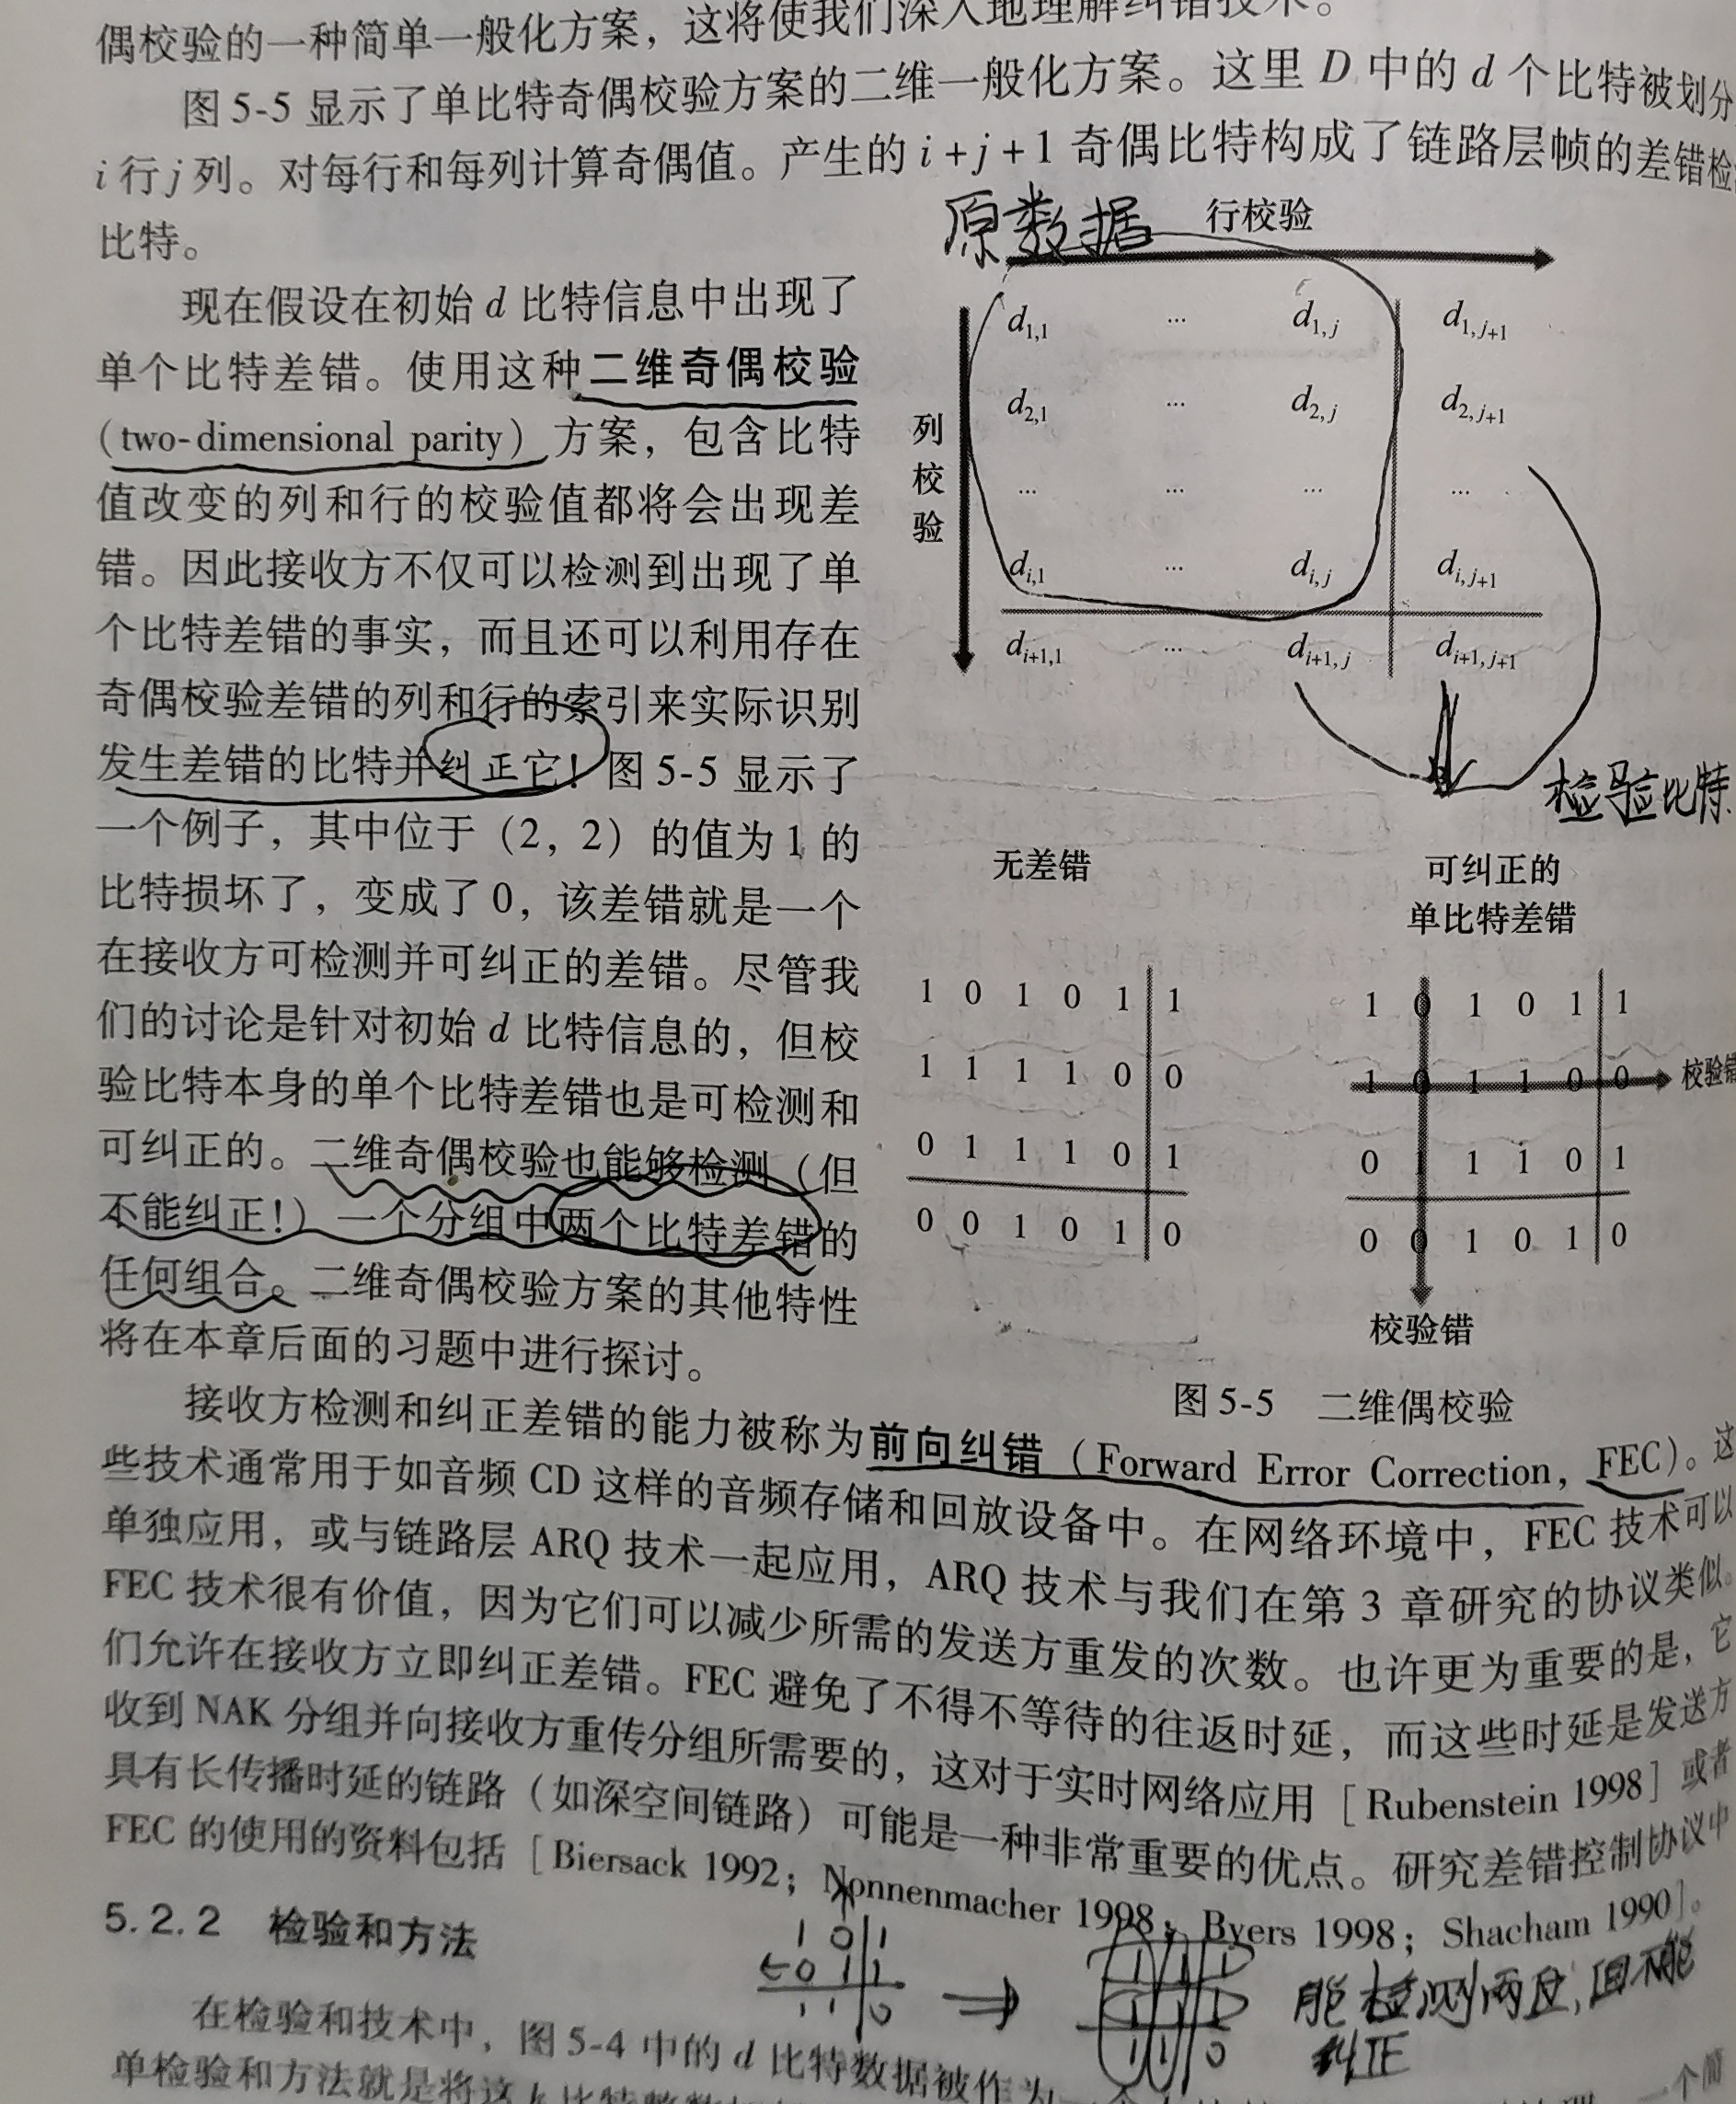 偶校验的一种简单一般化方案，这将使我们深入地理解纠错技术。
图 5-5 显示了单比特奇偶校验方案的二维一般化方案。这里 D 中的 d 个比特被划分
i 行 j 列。对每行和每列计算奇偶值。产生的 i+j+1 奇偶比特构成了链路层帧的差错检
比特。
现在假设在初始 d 比特信息中出现了
单个比特差错。使用这种二维奇偶校验
（two-dimensional parity）方案，包含比特
值改变的列和行的校验值都将会出现差
错。因此接收方不仅可以检测到出现了单
个比特差错的事实，而且还可以利用存在
奇偶校验差错的列和行的索引来实际识别
发生差错的比特并纠正它！图 5-5 显示了
一个例子，其中位于（2, 2）的值为 1 的
比特损坏了，变成了 0，该差错就是一个
在接收方可检测并可纠正的差错。尽管我
们的讨论是针对初始 d 比特信息的，但校
验比特本身的单个比特差错也是可检测和
可纠正的。二维奇偶校验也能够检测（但
不能纠正!）一个分组中两个比特差错的
任何组合。二维奇偶校验方案的其他特性
将在本章后面的习题中进行探讨。
原数据
行校验
列校验
d1,1 … d1,j d1,j+1
d2,1 … d2,j d2,j+1
… … … …
di,1 … di,j di,j+1
di+1,1 … di+1,j di+1,j+1
检验比特
无差错
1 0 1 0 1 1
1 1 1 1 0 0
0 1 1 1 0 1
0 0 1 0 1 0
可纠正的
单比特差错
1 0 1 0 1 1
1 0 1 1 0 0 校验错
0 1 1 1 0 1
0 0 1 0 1 0
校验错
图 5-5 二维偶校验
接收方检测和纠正差错的能力被称为前向纠错（Forward Error Correction, FEC）。这
些技术通常用于如音频 CD 这样的音频存储和回放设备中。在网络环境中，FEC 技术可以
单独应用，或与链路层 ARQ 技术一起应用，ARQ 技术与我们在第 3 章研究的协议类似。
FEC 技术很有价值，因为它们可以减少所需的发送方重发的次数。也许更为重要的是，它
们允许在接收方立即纠正差错。FEC 避免了不得不等待的往返时延，而这些时延是发送方
收到 NAK 分组并向接收方重传分组所需要的，这对于实时网络应用［Rubenstein 1998］或者
具有长传播时延的链路（如深空间链路）可能是一种非常重要的优点。研究差错控制协议中
FEC 的使用的资料包括［Biersack 1992；Nonnenmacher 1998；Byers 1998；Shacham 1990］。
1 0 1
0 1 1
1 1 0
1 1 1
1 1 1
1 1 0
能检测两位,但不能
纠正
5.2.2 检验和方法
在检验和技术中，图 5-4 中的 d 比特数据被作为一个
单检验和方法就是将这 k 比特整数 一个简